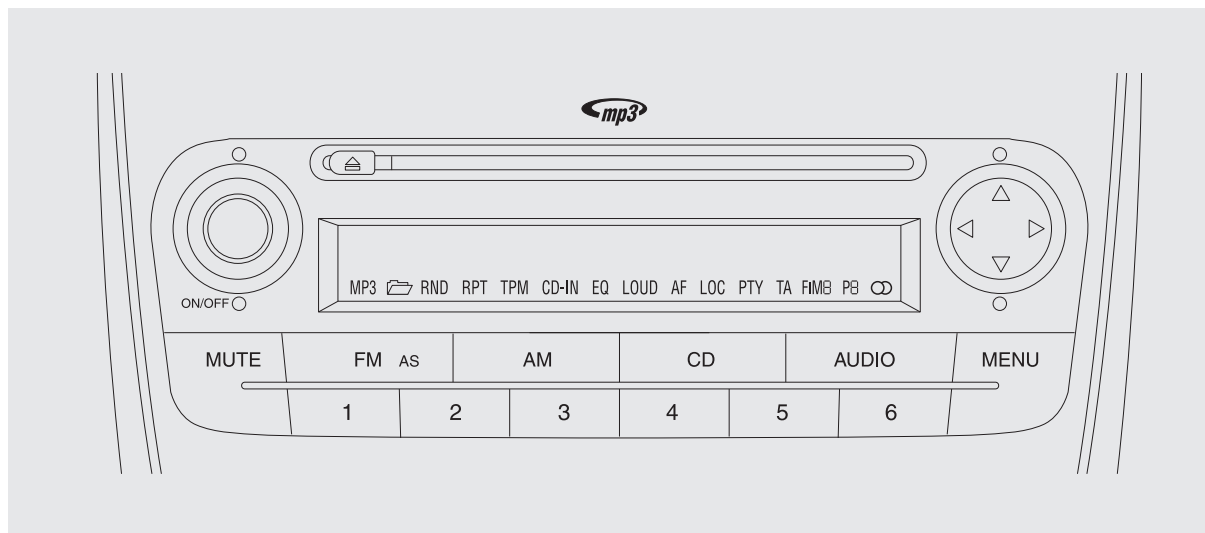 mp3
MP3 RND RPT TPM CD-IN EQ LOUD AF LOC PTY TA FiM8 P8
ON/OFF
MUTE FM AS AM CD AUDIO MENU
1 2 3 4 5 6